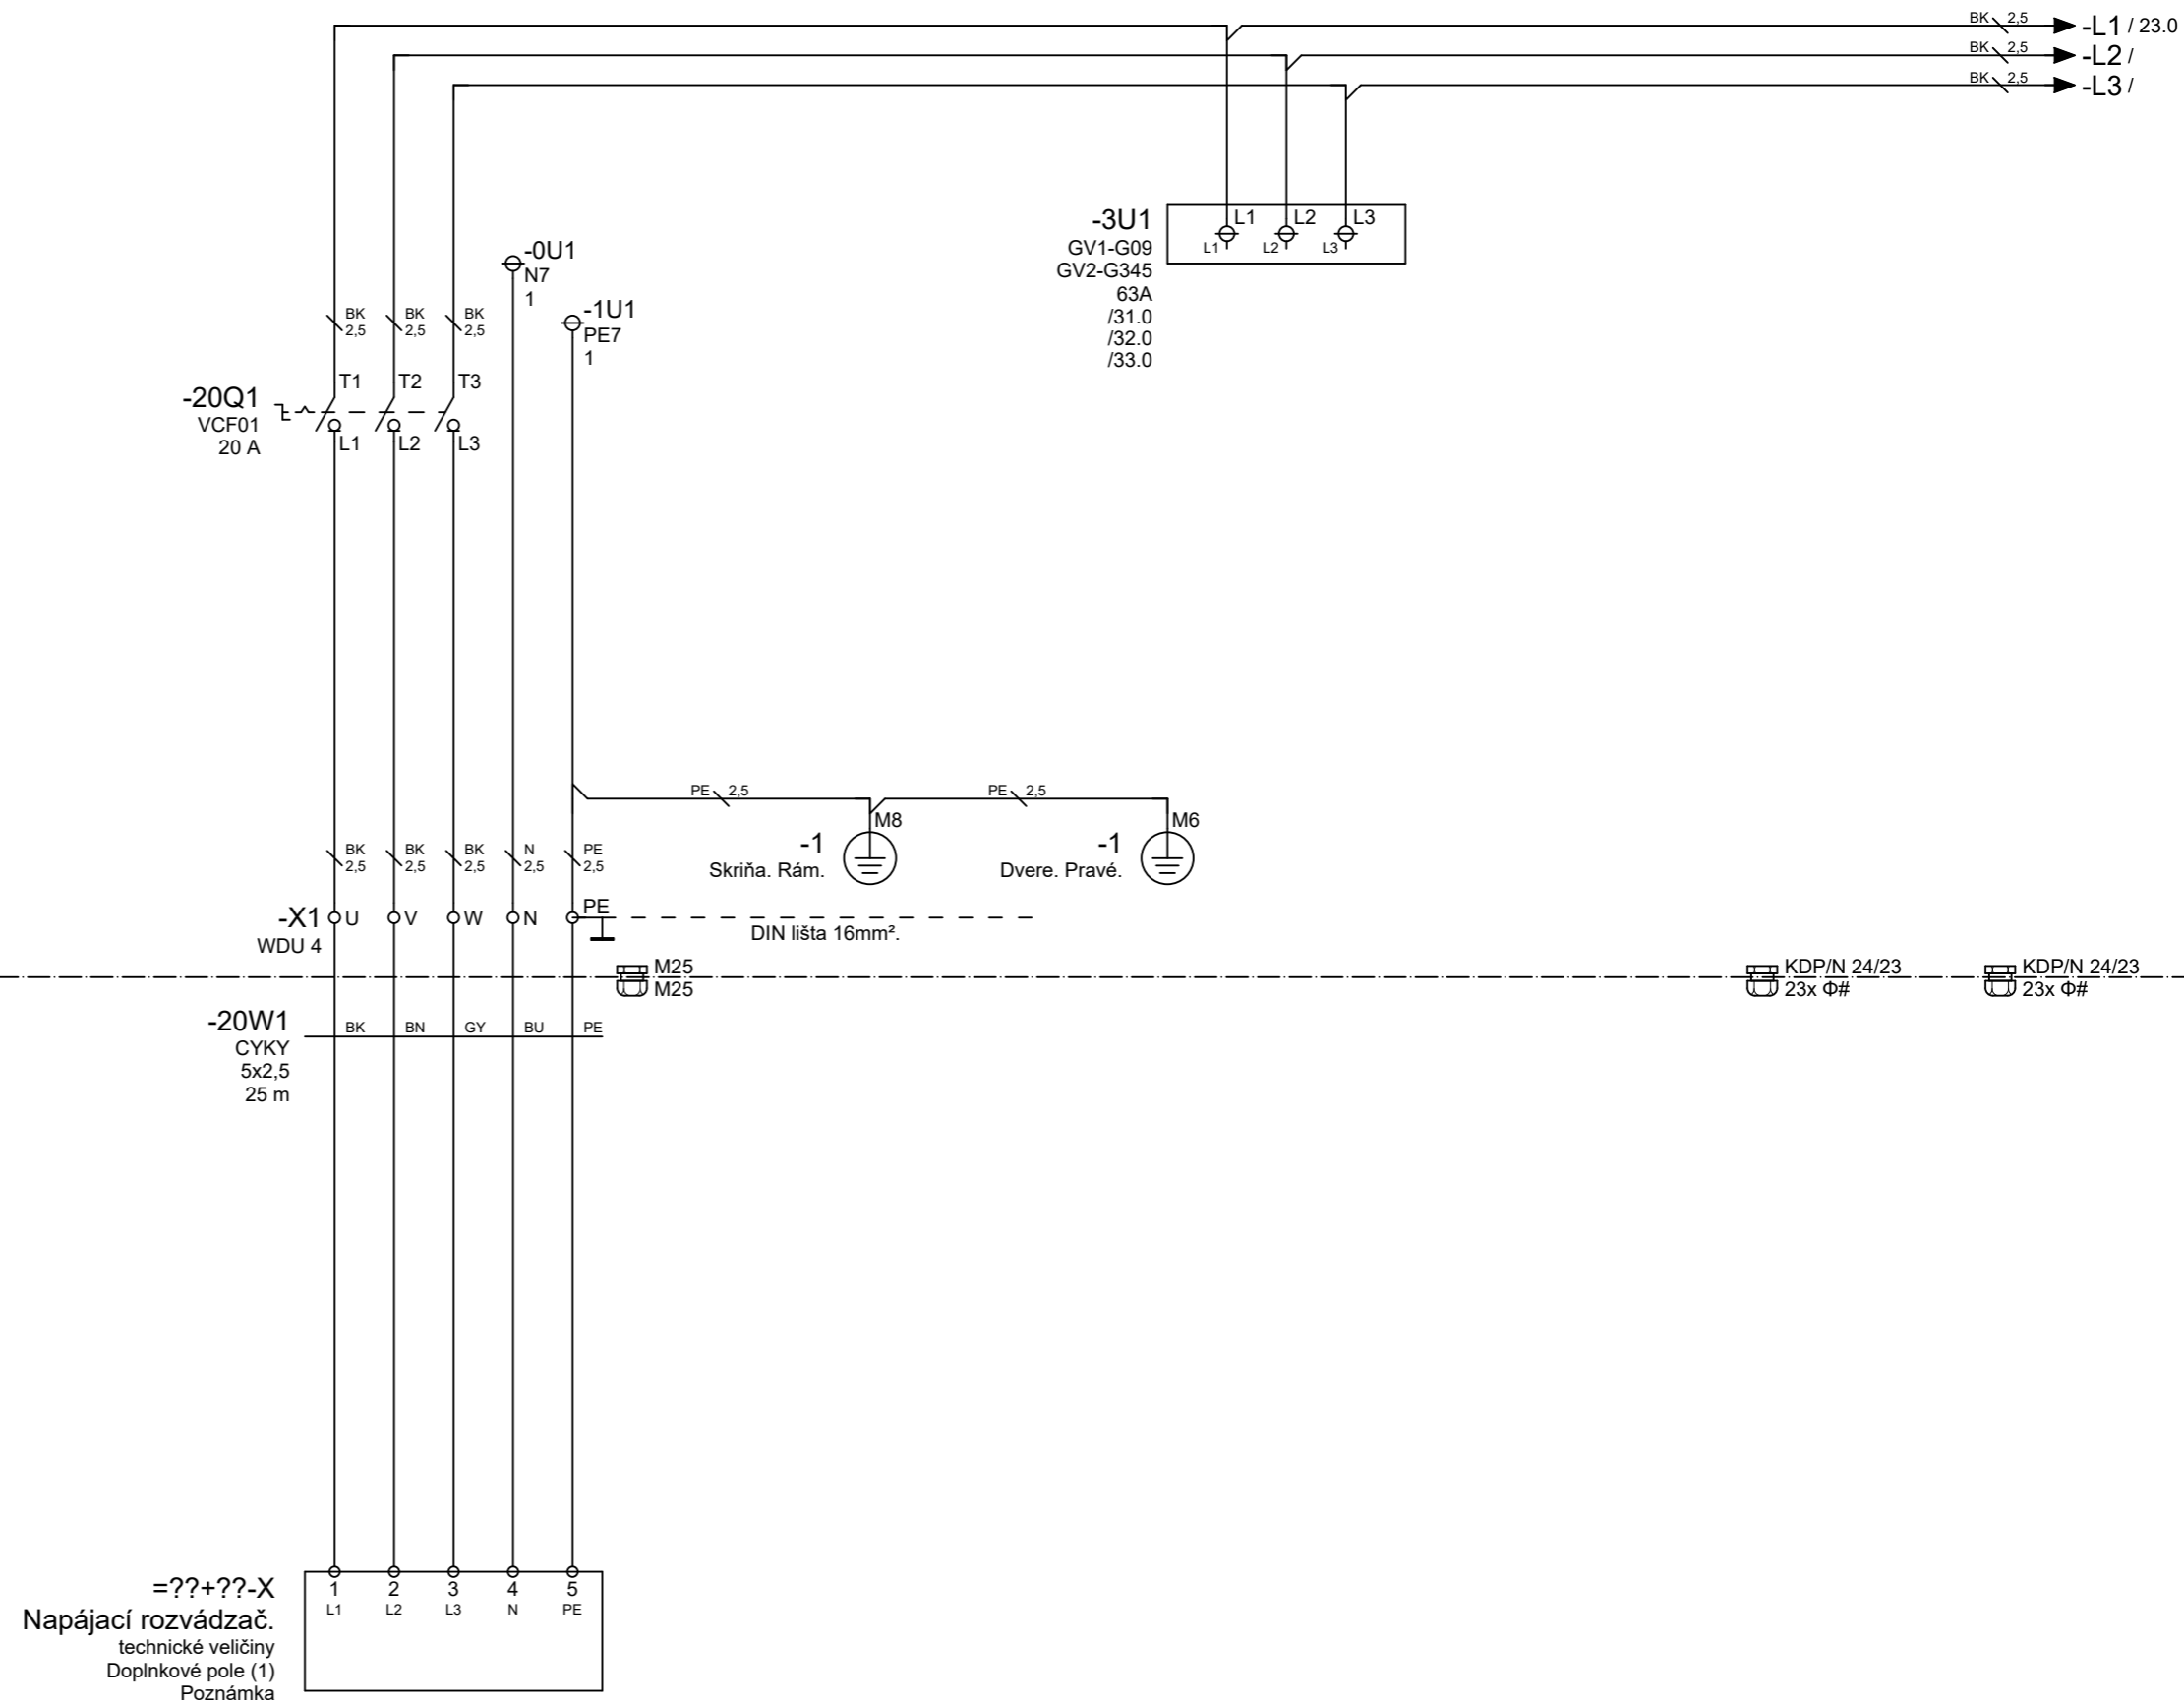 BK 2,5 -L1 / 23.0
BK 2,5 -L2 /
BK 2,5 -L3 /
-3U1 L1 L2 L3
L1 L2 L3
GV1-G09
GV2-G345
63A
/31.0
/32.0
/33.0
-0U1
N7
1
-1U1
PE7
1
BK BK BK
2,5 2,5 2,5
T1 T2 T3
-20Q1
VCF01
20 A
L1 L2 L3
PE 2,5 PE 2,5
M8 M6
-1 -1
Skriňa. Rám. Dvere. Pravé.
BK BK BK N PE
2,5 2,5 2,5 2,5 2,5
-X1 U V W N PE
WDU 4
DIN lišta 16mm².
M25 KDP/N 24/23 KDP/N 24/23
M25 23x Φ# 23x Φ#
-20W1 BK BN GY BU PE
CYKY
5x2,5
25 m
=??+??-X 1 2 3 4 5
L1 L2 L3 N PE
Napájací rozvádzač.
technické veličiny
Doplnkové pole (1)
Poznámka